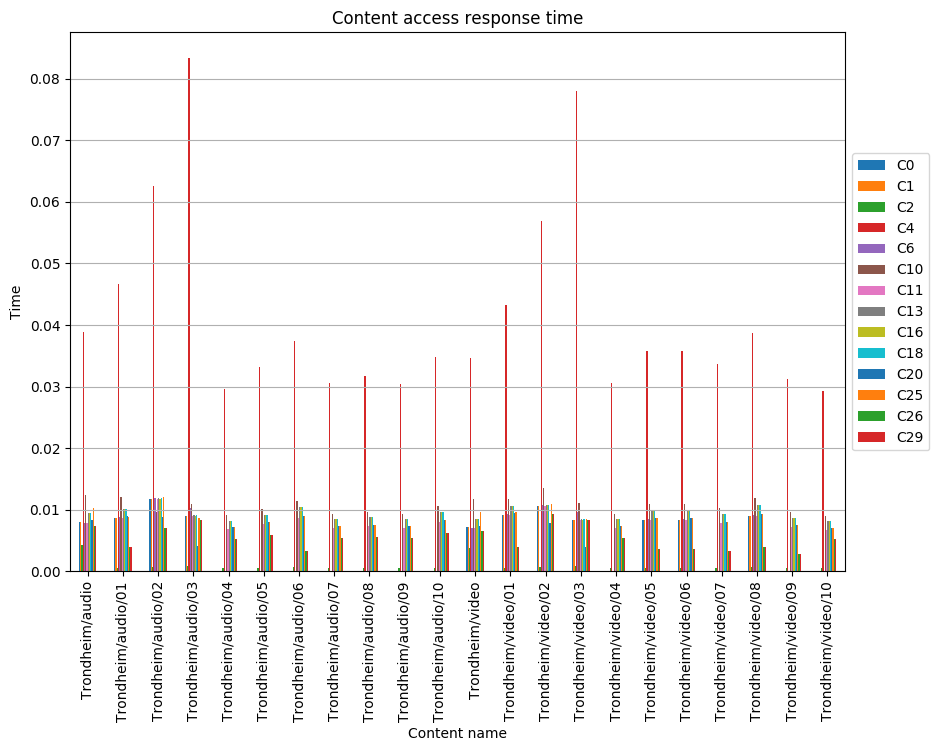 Content access response time
Time
0.08
0.07
0.06
0.05
0.04
0.03
0.02
0.01
0.00
Trondheim/audio
Trondheim/audio/01
Trondheim/audio/02
Trondheim/audio/03
Trondheim/audio/04
Trondheim/audio/05
Trondheim/audio/06
Trondheim/audio/07
Trondheim/audio/08
Trondheim/audio/09
Trondheim/audio/10
Trondheim/video
Trondheim/video/01
Trondheim/video/02
Trondheim/video/03
Trondheim/video/04
Trondheim/video/05
Trondheim/video/06
Trondheim/video/07
Trondheim/video/08
Trondheim/video/09
Trondheim/video/10
Content name
C0
C1
C2
C4
C6
C10
C11
C13
C16
C18
C20
C25
C26
C29